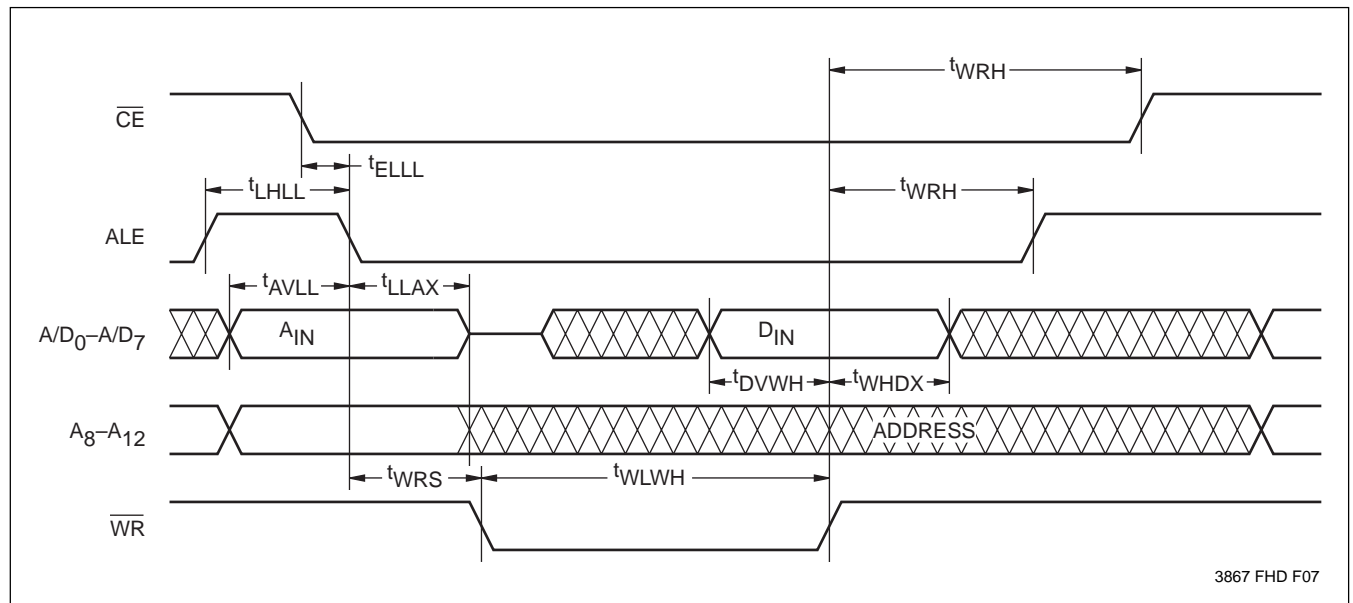 tWRH
CE
tELLL
tLHLL
tWRH
ALE
tAVLL
tLLAX
A/D0–A/D7
AIN
DIN
tDVWH
tWHDX
A8–A12
ADDRESS
tWRS
tWLWH
WR
3867 FHD F07